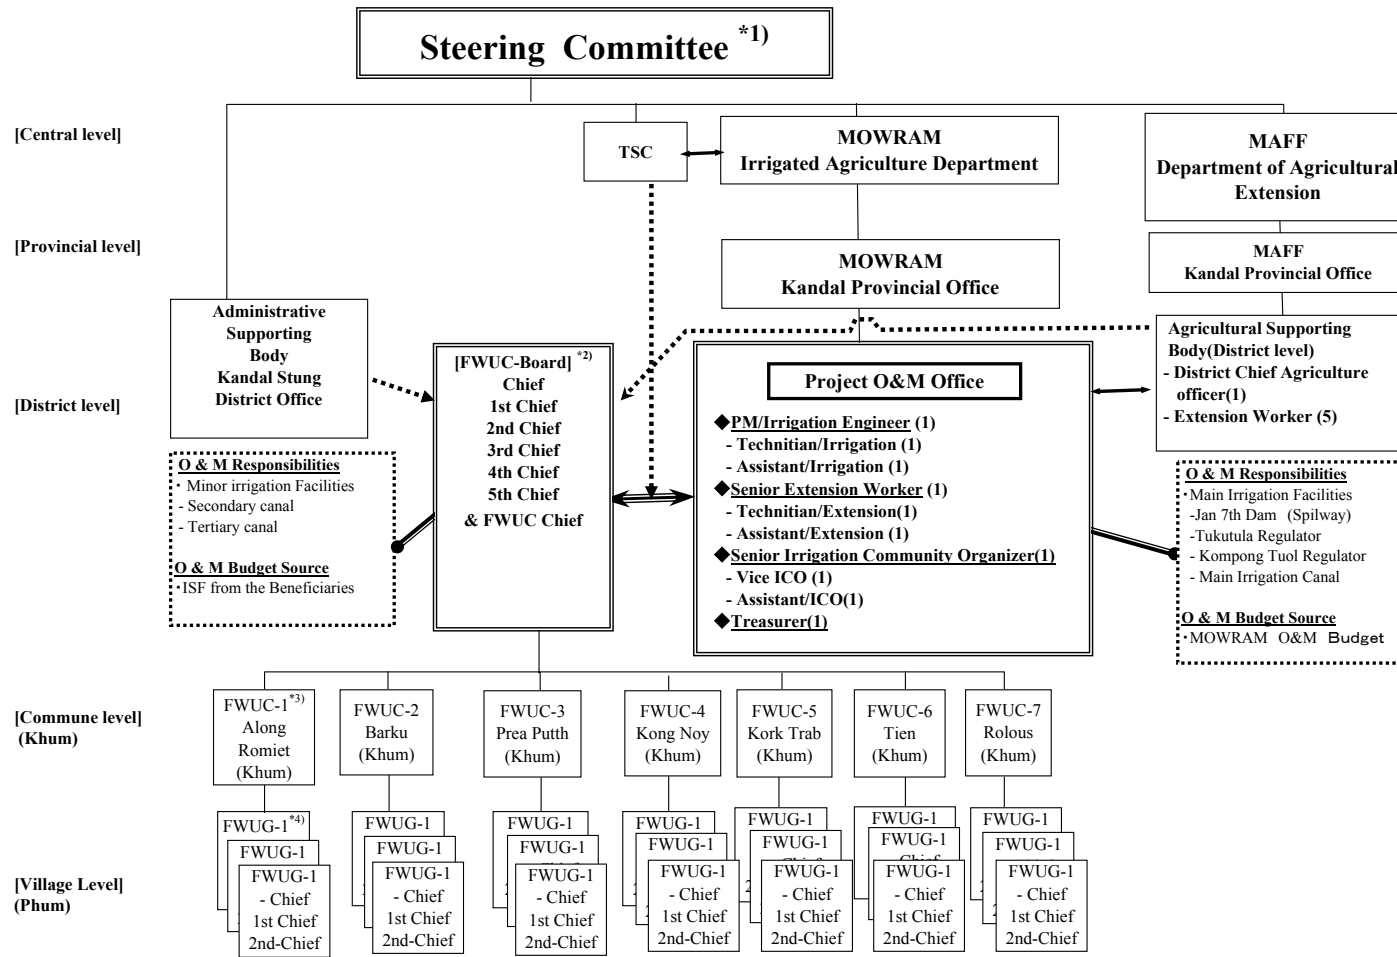 Steering Committee *1)
[Central level]
TSC
MOWRAM
Irrigated Agriculture Department
MAFF
Department of Agricultural
Extension
[Provincial level]
MOWRAM
Kandal Provincial Office
MAFF
Kandal Provincial Office
[District level]
Administrative
Supporting
Body
Kandal Stung
District Office
[FWUC-Board] *2)
Chief
1st Chief
2nd Chief
3rd Chief
4th Chief
5th Chief
& FWUC Chief
Project O&M Office
◆PM/Irrigation Engineer (1)
- Technitian/Irrigation (1)
- Assistant/Irrigation (1)
◆Senior Extension Worker (1)
- Technitian/Extension(1)
- Assistant/Extension (1)
◆Senior Irrigation Community Organizer(1)
- Vice ICO (1)
- Assistant/ICO(1)
◆Treasurer(1)
Agricultural Supporting
Body(District level)
- District Chief Agriculture
officer(1)
- Extension Worker (5)
O & M Responsibilities
・Minor irrigation Facilities
- Secondary canal
- Tertiary canal
O & M Budget Source
・ISF from the Beneficiaries
O & M Responsibilities
・Main Irrigation Facilities
-Jan 7th Dam (Spilway)
-Tukutula Regulator
- Kompong Tuol Regulator
- Main Irrigation Canal
O & M Budget Source
・MOWRAM O&M Budget
[Commune level]
(Khum)
FWUC-1*3)
Along
Romiet
(Khum)
FWUC-2
Barku
(Khum)
FWUC-3
Prea Putth
(Khum)
FWUC-4
Kong Noy
(Khum)
FWUC-5
Kork Trab
(Khum)
FWUC-6
Tien
(Khum)
FWUC-7
Rolous
(Khum)
[Village Level]
(Phum)
FWUG-1*4)
FWUG-1
FWUG-1
- Chief
1st Chief
2nd-Chief
FWUG-1
FWUG-1
FWUG-1
- Chief
1st Chief
2nd-Chief
FWUG-1
FWUG-1
FWUG-1
- Chief
1st Chief
2nd-Chief
FWUG-1
FWUG-1
FWUG-1
- Chief
1st Chief
2nd-Chief
FWUG-1
FWUG-1
FWUG-1
- Chief
1st Chief
2nd-Chief
FWUG-1
FWUG-1
FWUG-1
- Chief
1st Chief
2nd-Chief
FWUG-1
FWUG-1
FWUG-1
- Chief
1st Chief
2nd-Chief